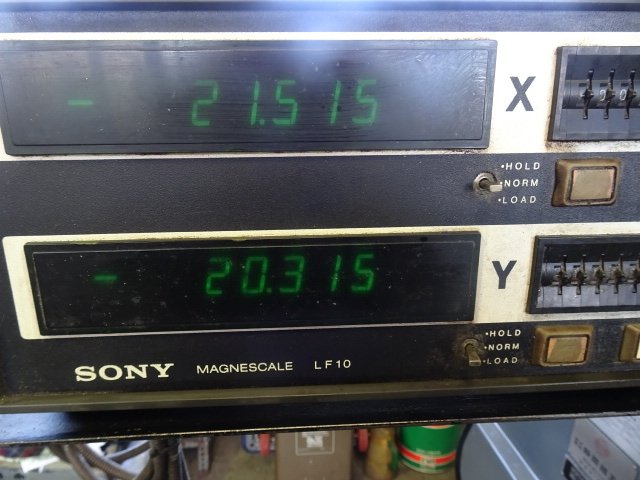 - 21.515 X
HOLD
NORM
LOAD
- 20.315 Y
HOLD
NORM
LOAD
SONY MAGNESCALE LF10